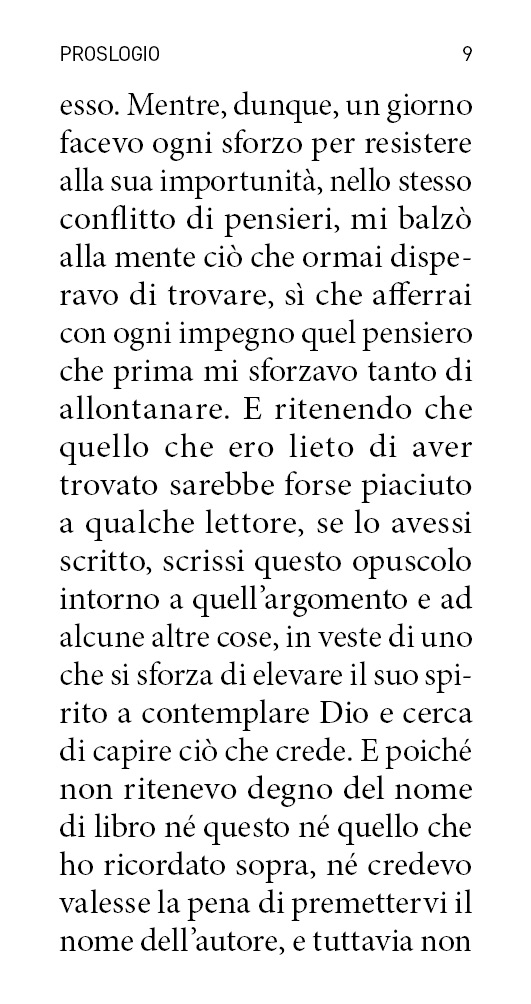 PROSLOGIO 9
esso. Mentre, dunque, un giorno
facevo ogni sforzo per resistere
alla sua importunità, nello stesso
conflitto di pensieri, mi balzò
alla mente ciò che ormai dispe-
ravo di trovare, sì che afferrai
con ogni impegno quel pensiero
che prima mi sforzavo tanto di
allontanare. E ritenendo che
quello che ero lieto di aver
trovato sarebbe forse piaciuto
a qualche lettore, se lo avessi
scritto, scrissi questo opuscolo
intorno a quell’argomento e ad
alcune altre cose, in veste di uno
che si sforza di elevare il suo spi-
rito a contemplare Dio e cerca
di capire ciò che crede. E poiché
non ritenevo degno del nome
di libro né questo né quello che
ho ricordato sopra, né credevo
valesse la pena di premettervi il
nome dell’autore, e tuttavia non